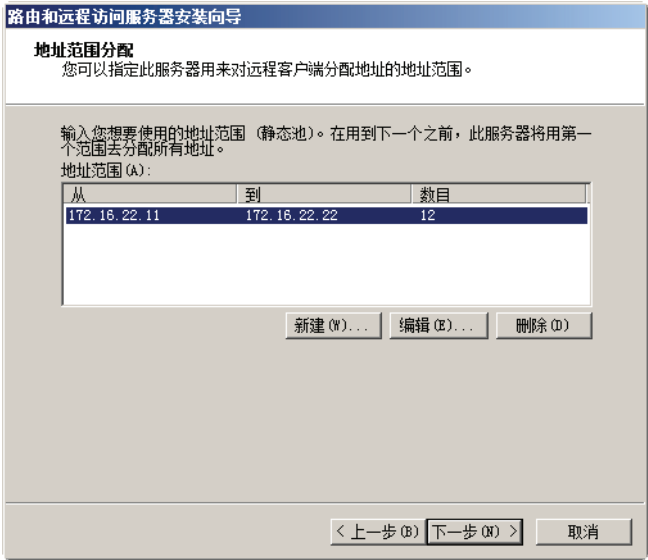 路由和远程访问服务器安装向导
地址范围分配
您可以指定此服务器用来对远程客户端分配地址的地址范围。
输入您想要使用的地址范围（静态池）。在用到下一个之前，此服务器将用第一
个范围去分配所有地址。
地址范围(A):
从 到 数目
172.16.22.11 172.16.22.22 12
新建(W)... 编辑(E)... 删除(D)
< 上一步(B) 下一步(N) > 取消